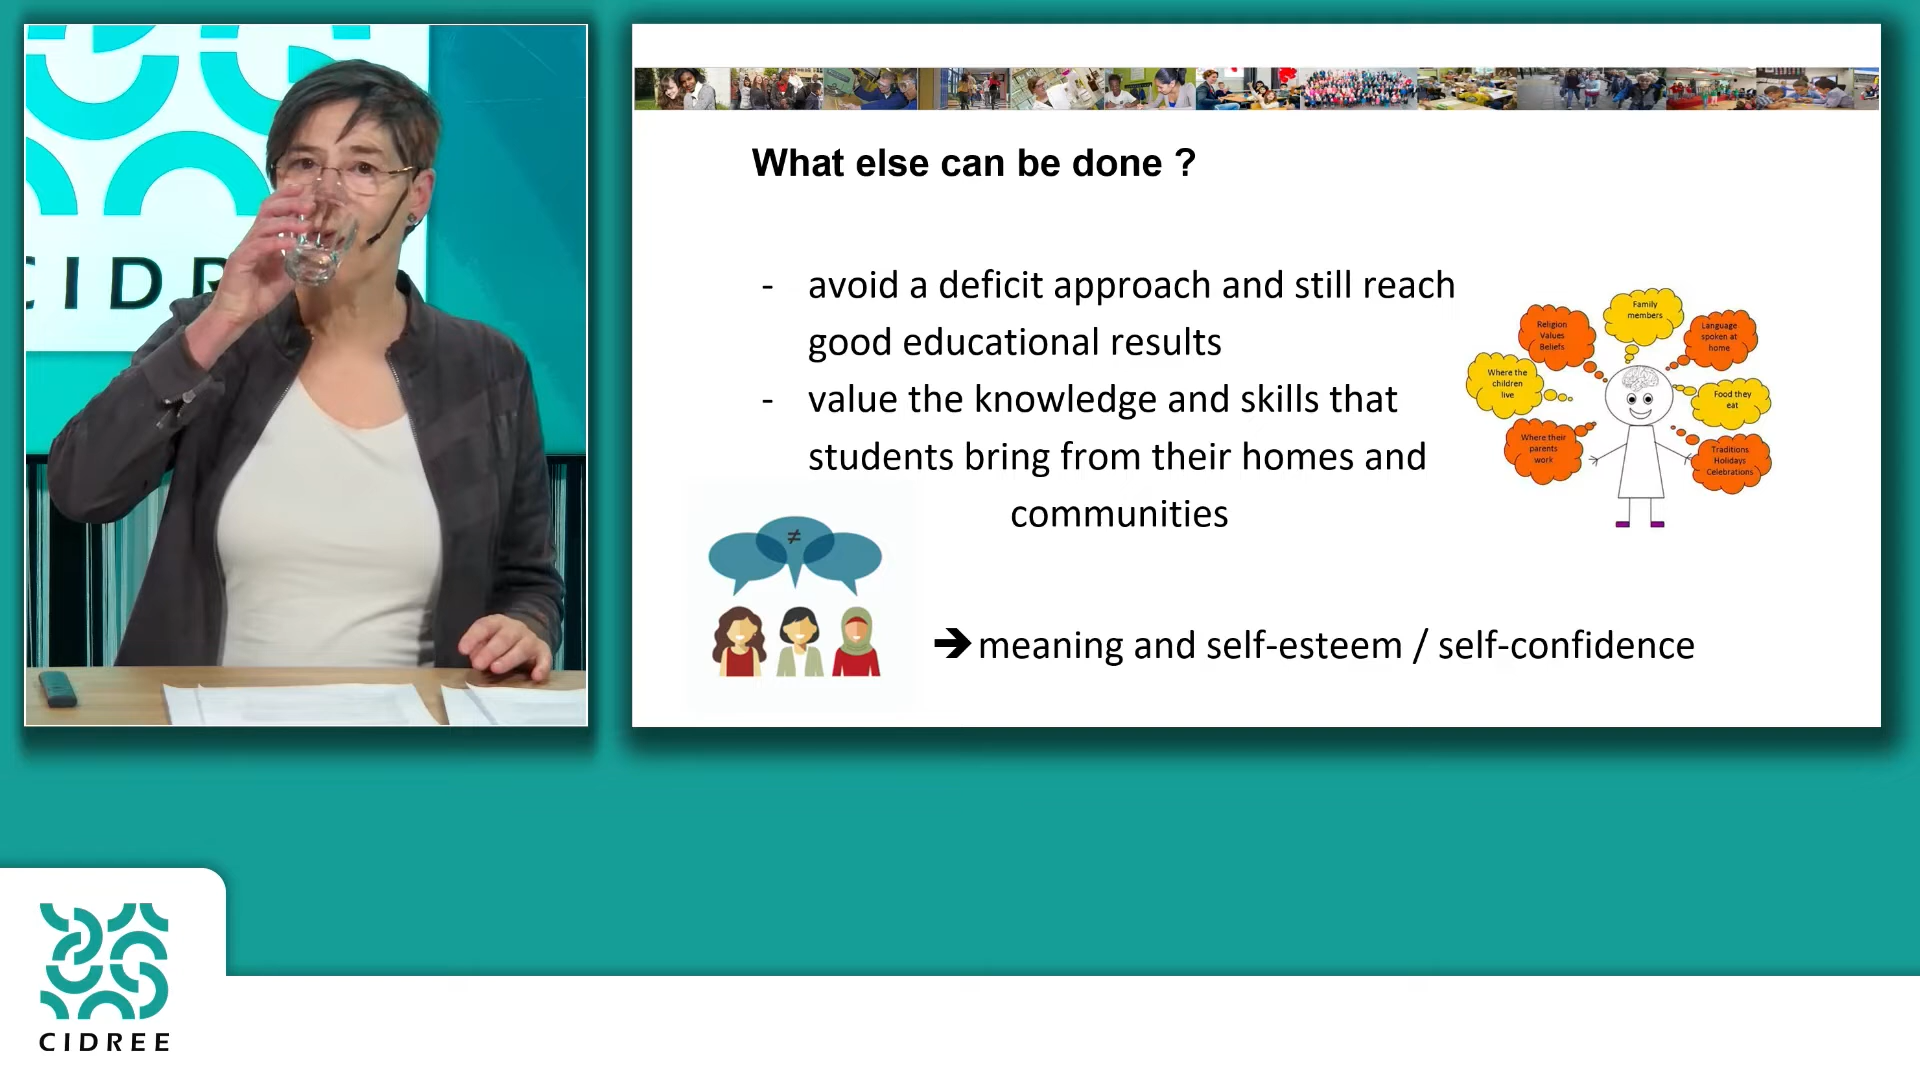 CIDR
What else can be done ?
- avoid a deficit approach and still reach
good educational results
- value the knowledge and skills that
students bring from their homes and
communities
Family
members
Religion
Values
Beliefs
Language
spoken at
home
Where the
children
live
Food they
eat
Where their
parents
work
Traditions
Holidays
Celebrations
≠
➔ meaning and self-esteem / self-confidence
CIDREE